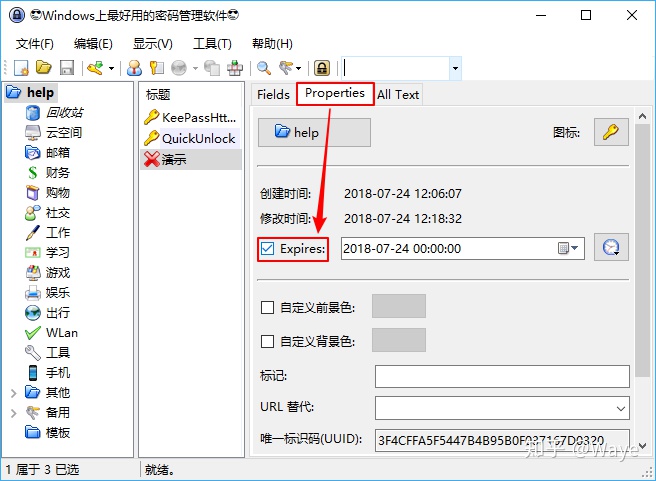 😎Windows上最好用的密码管理软件😎
文件(F) 编辑(E) 显示(V) 工具(T) 帮助(H)
help
回收站
云空间
邮箱
财务
购物
社交
工作
学习
游戏
娱乐
出行
WLan
工具
手机
其他
备用
模板
标题
KeePassHtt...
QuickUnlock
演示
Fields Properties All Text
help 图标:
创建时间: 2018-07-24 12:06:07
修改时间: 2018-07-24 12:18:32
Expires: 2018-07-24 00:00:00
自定义前景色:
自定义背景色:
标记:
URL 替代:
唯一标识码(UUID): 3F4CFFA5F5447B4B95B0F037167D0320
知乎 @Waye
1 属于 3 已选 就绪。